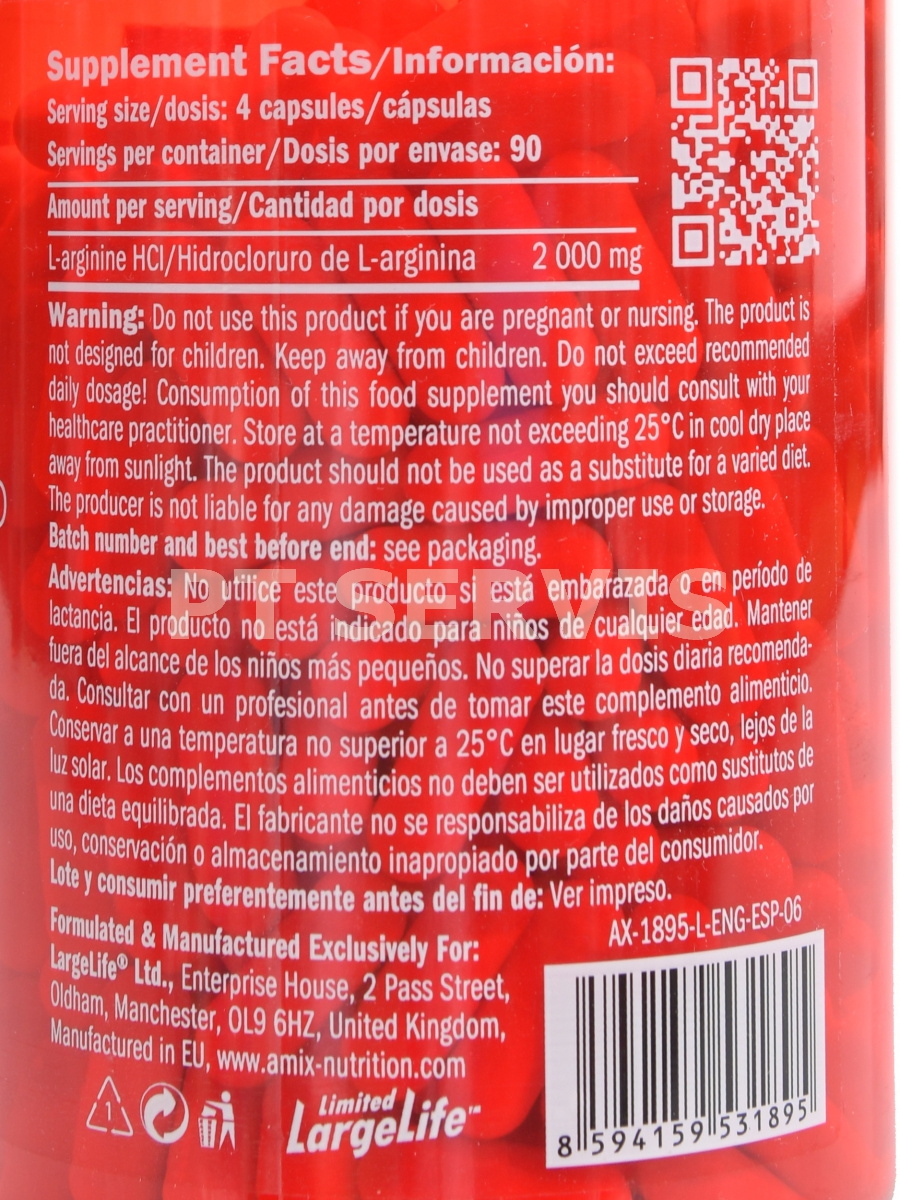 Supplement Facts/Información:
Serving size/dosis: 4 capsules/cápsulas
Servings per container/Dosis por envase: 90
Amount per serving/Cantidad por dosis
L-arginine HCl/Hidrocloruro de L-arginina 2 000 mg
Warning: Do not use this product if you are pregnant or nursing. The product is
not designed for children. Keep away from children. Do not exceed recommended
daily dosage! Consumption of this food supplement you should consult with your
healthcare practitioner. Store at a temperature not exceeding 25°C in cool dry place
away from sunlight. The product should not be used as a substitute for a varied diet.
The producer is not liable for any damage caused by improper use or storage.
Batch number and best before end: see packaging.
Advertencias: No utilice este producto si está embarazada o en período de
lactancia. El producto no está indicado para niños de cualquier edad. Mantener
fuera del alcance de los niños más pequeños. No superar la dosis diaria recomenda-
da. Consultar con un profesional antes de tomar este complemento alimenticio.
Conservar a una temperatura no superior a 25°C en lugar fresco y seco, lejos de la
luz solar. Los complementos alimenticios no deben ser utilizados como sustitutos de
una dieta equilibrada. El fabricante no se responsabiliza de los daños causados por
uso, conservación o almacenamiento inapropiado por parte del consumidor.
Lote y consumir preferentemente antes del fin de: Ver impreso.
PT SERVIS
AX-1895-L-ENG-ESP-06
Formulated & Manufactured Exclusively For:
LargeLife® Ltd., Enterprise House, 2 Pass Street,
Oldham, Manchester, OL9 6HZ, United Kingdom,
Manufactured in EU, www.amix-nutrition.com
1
Limited
LargeLife™
8 594159 531895